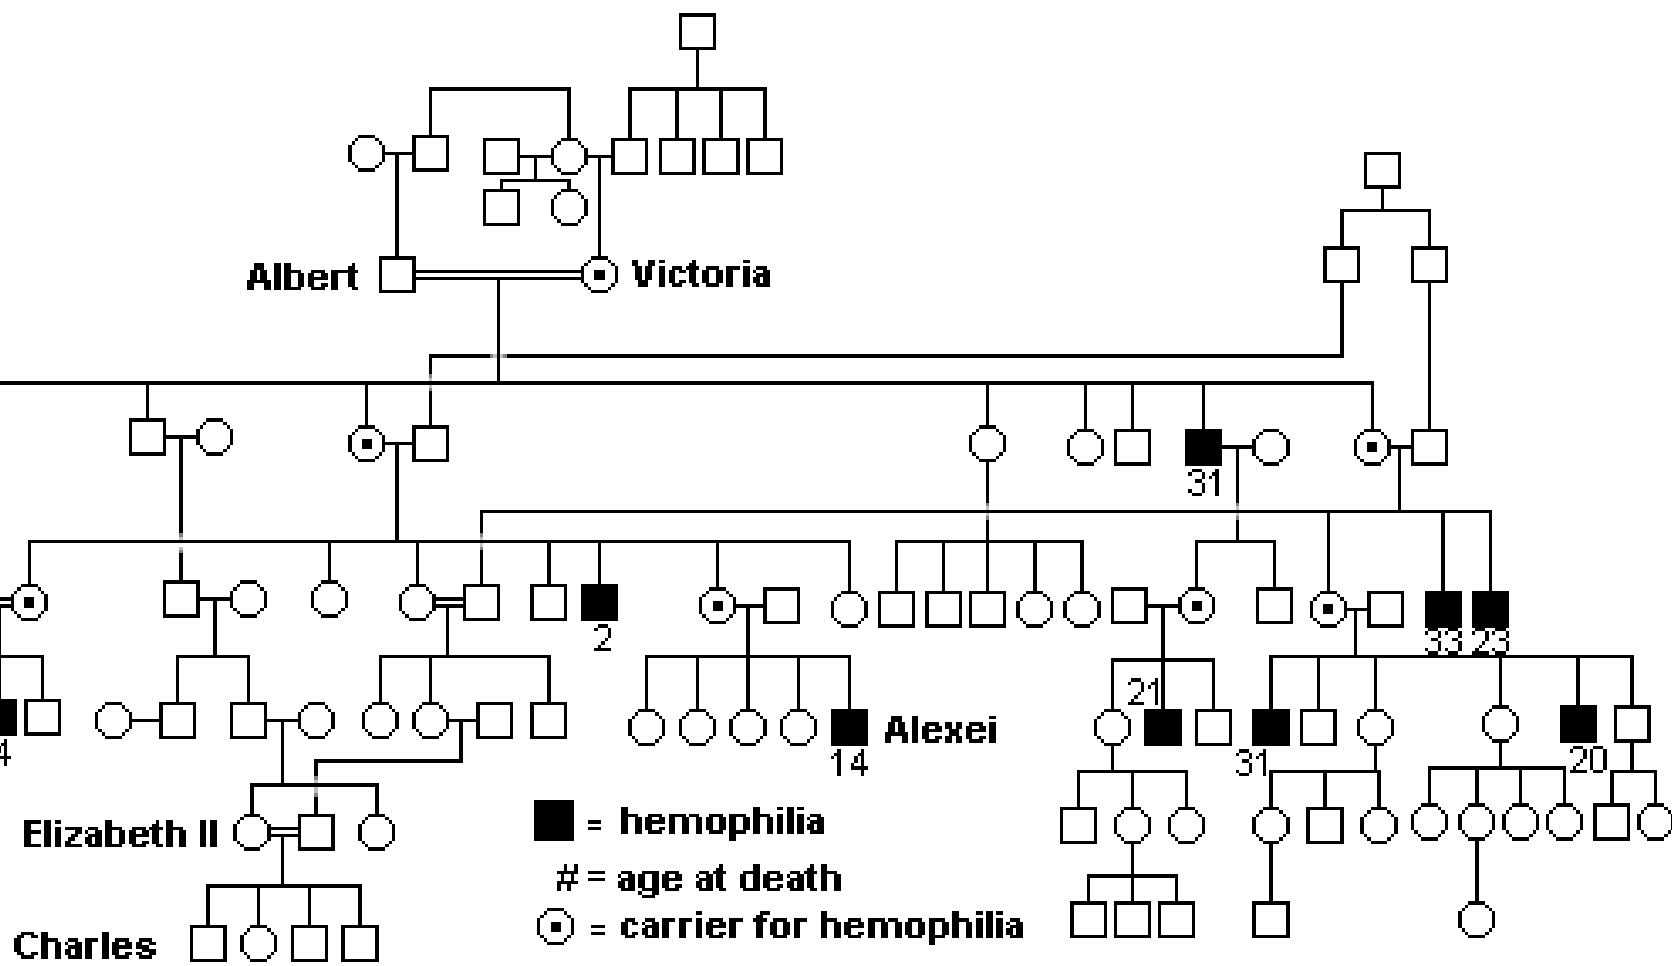 Albert
Victoria
31
2
33 23
21
4
Alexei
14
31
20
Elizabeth II
= hemophilia
# = age at death
= carrier for hemophilia
Charles